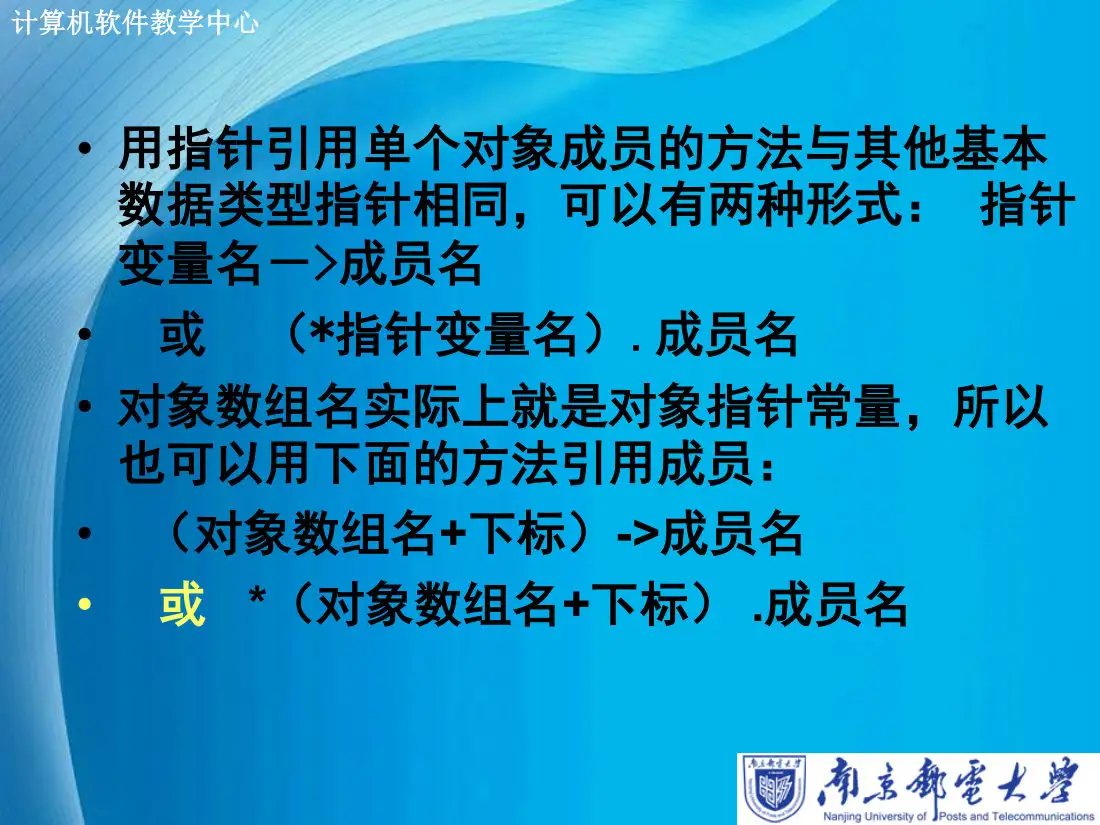 计算机软件教学中心
• 用指针引用单个对象成员的方法与其他基本
数据类型指针相同，可以有两种形式： 指针
变量名－>成员名
• 或 （*指针变量名）.成员名
• 对象数组名实际上就是对象指针常量，所以
也可以用下面的方法引用成员：
• （对象数组名+下标）->成员名
• 或 *（对象数组名+下标） .成员名
南京郵電大學
Nanjing University of Posts and Telecommunications